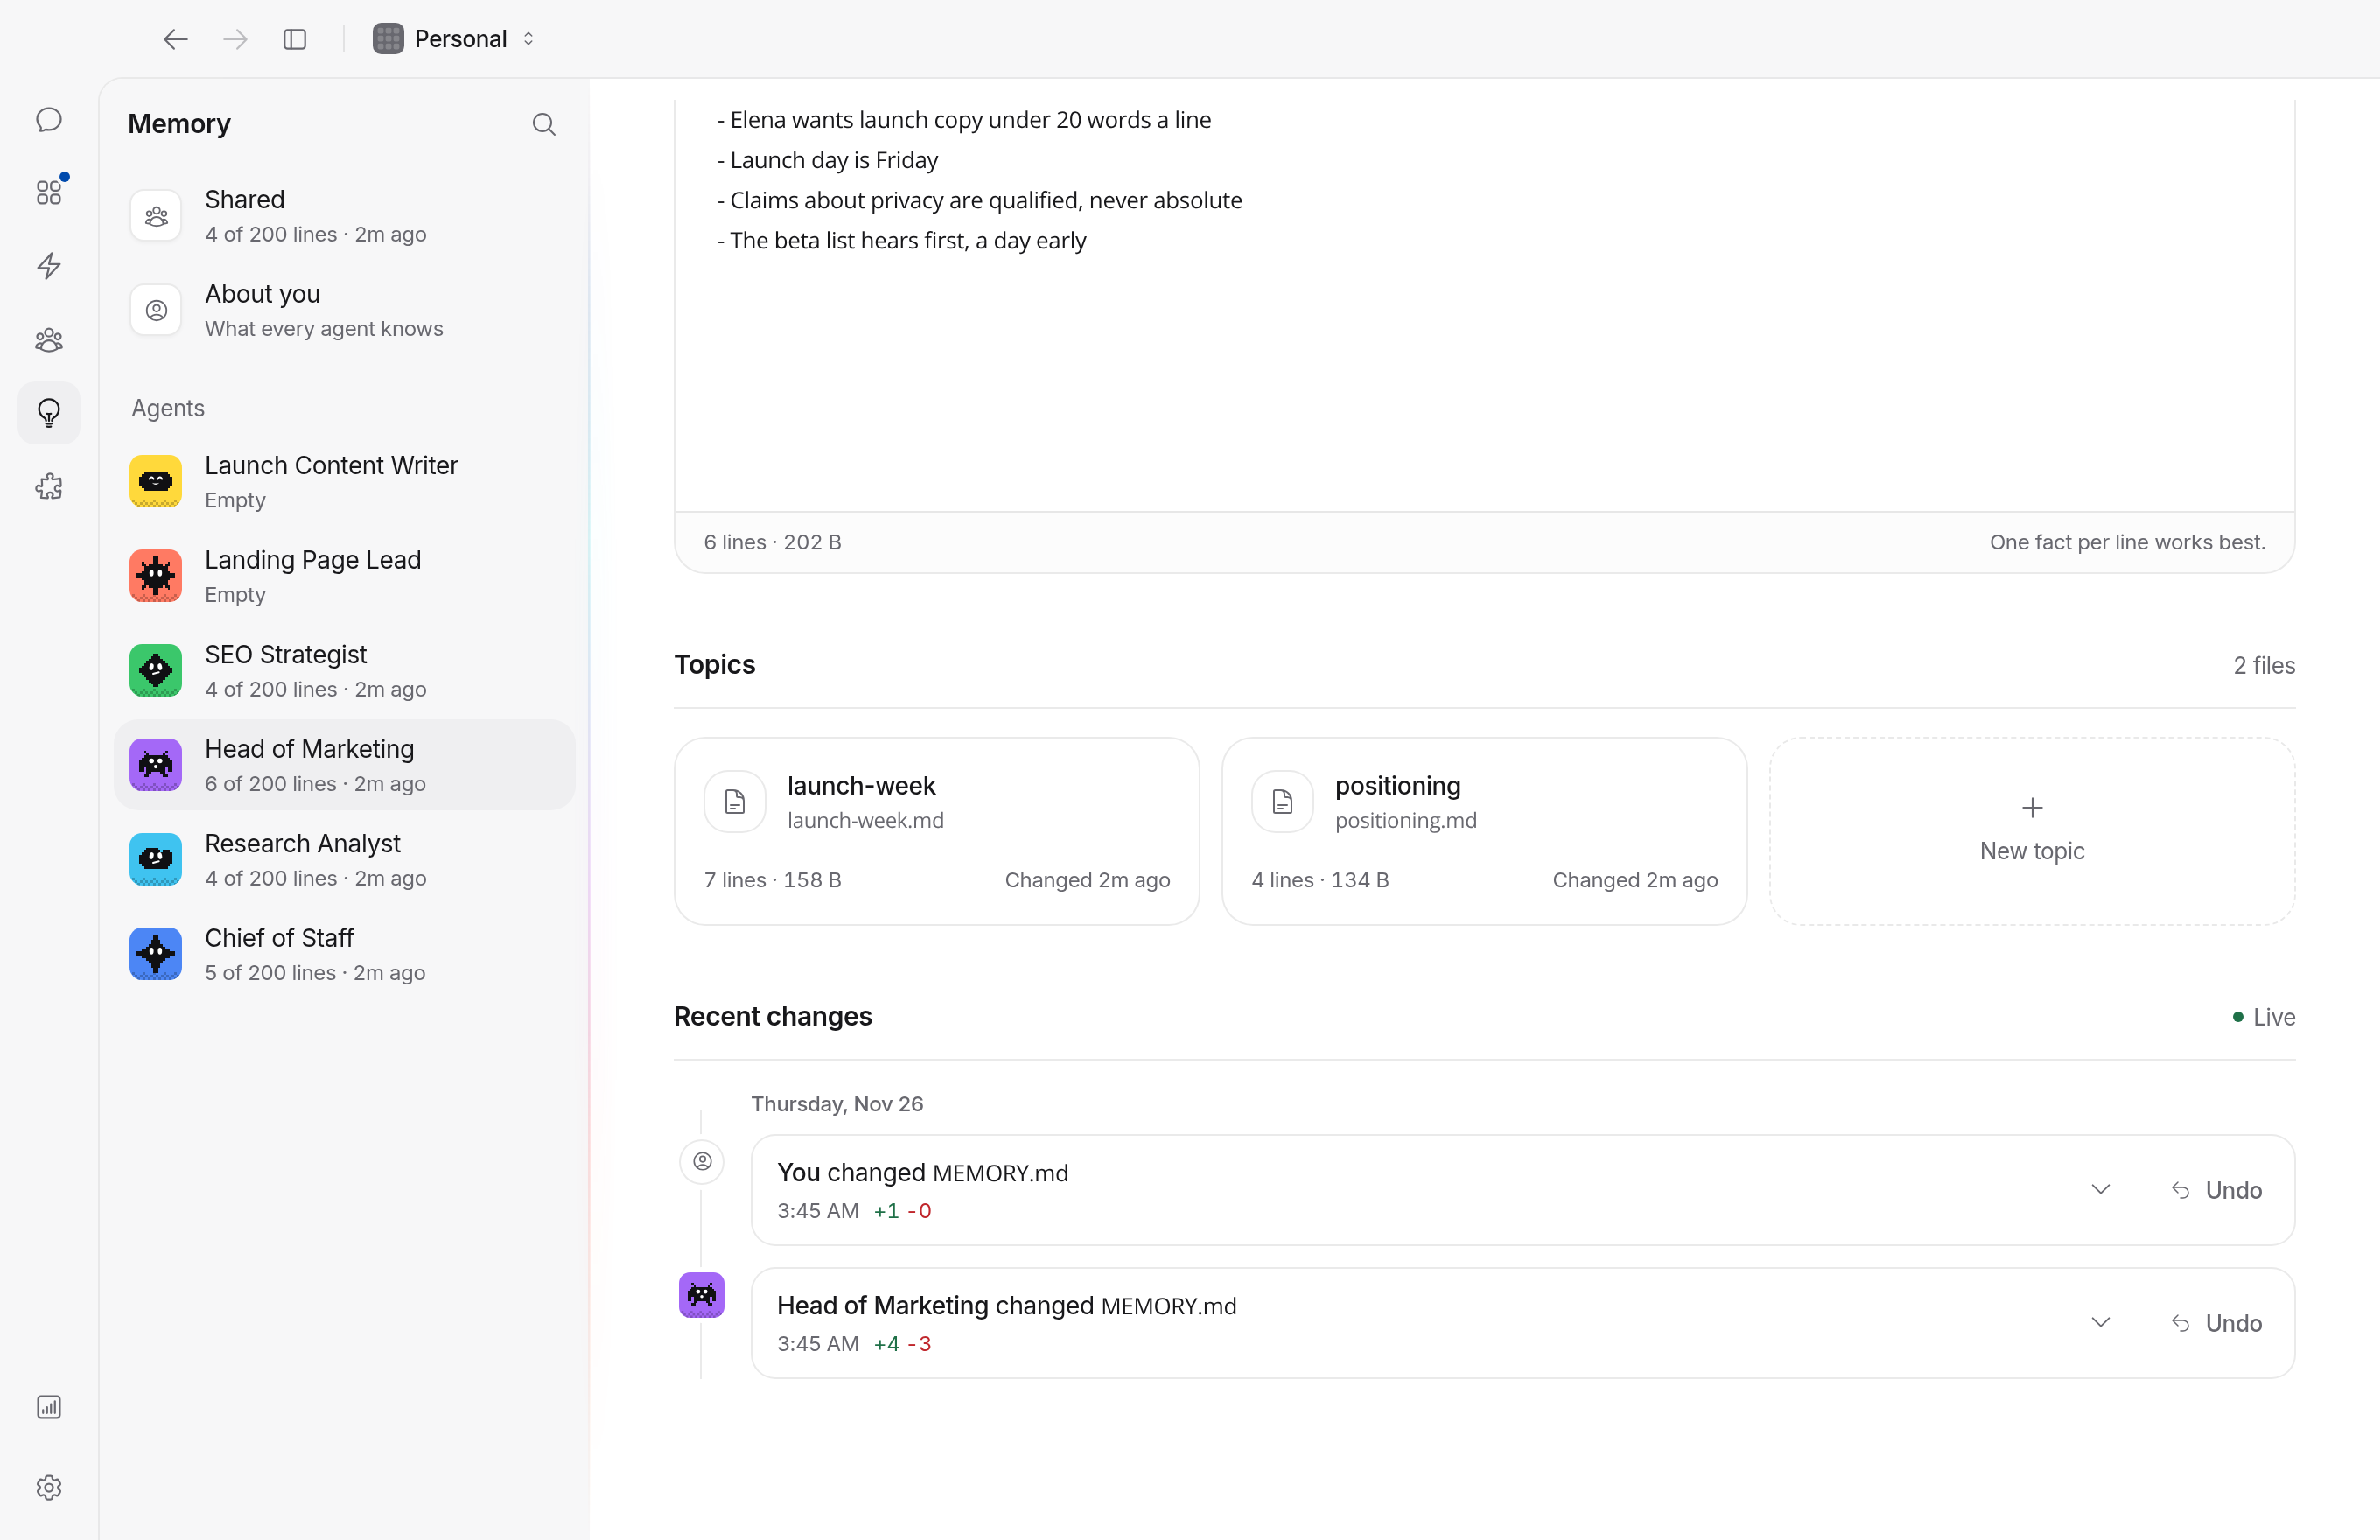 Personal
Memory
Shared
4 of 200 lines · 2m ago
About you
What every agent knows
Agents
Launch Content Writer
Empty
Landing Page Lead
Empty
SEO Strategist
4 of 200 lines · 2m ago
Head of Marketing
6 of 200 lines · 2m ago
Research Analyst
4 of 200 lines · 2m ago
Chief of Staff
5 of 200 lines · 2m ago
- Elena wants launch copy under 20 words a line
- Launch day is Friday
- Claims about privacy are qualified, never absolute
- The beta list hears first, a day early
6 lines · 202 B
One fact per line works best.
Topics
2 files
launch-week
launch-week.md
7 lines · 158 B
Changed 2m ago
positioning
positioning.md
4 lines · 134 B
Changed 2m ago
New topic
Recent changes
Live
Thursday, Nov 26
You changed MEMORY.md
3:45 AM +1 -0
Undo
Head of Marketing changed MEMORY.md
3:45 AM +4 -3
Undo